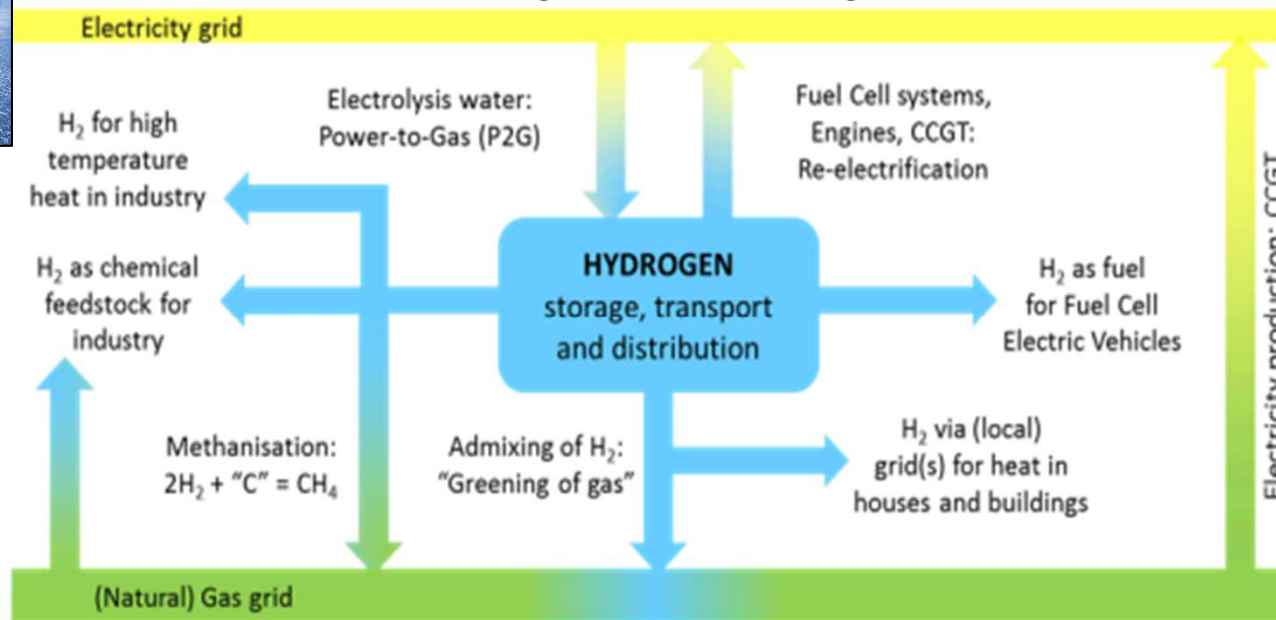 Electricity grid
H₂ for high
temperature
heat in industry
Electrolysis water:
Power-to-Gas (P2G)
Fuel Cell systems,
Engines, CCGT:
Re-electrification
H₂ as chemical
feedstock for
industry
HYDROGEN
storage, transport
and distribution
H₂ as fuel
for Fuel Cell
Electric Vehicles
Methanisation:
2H₂ + "C" = CH₄
Admixing of H₂:
"Greening of gas"
H₂ via (local)
grid(s) for heat in
houses and buildings
Electricity production: CCGT
(Natural) Gas grid